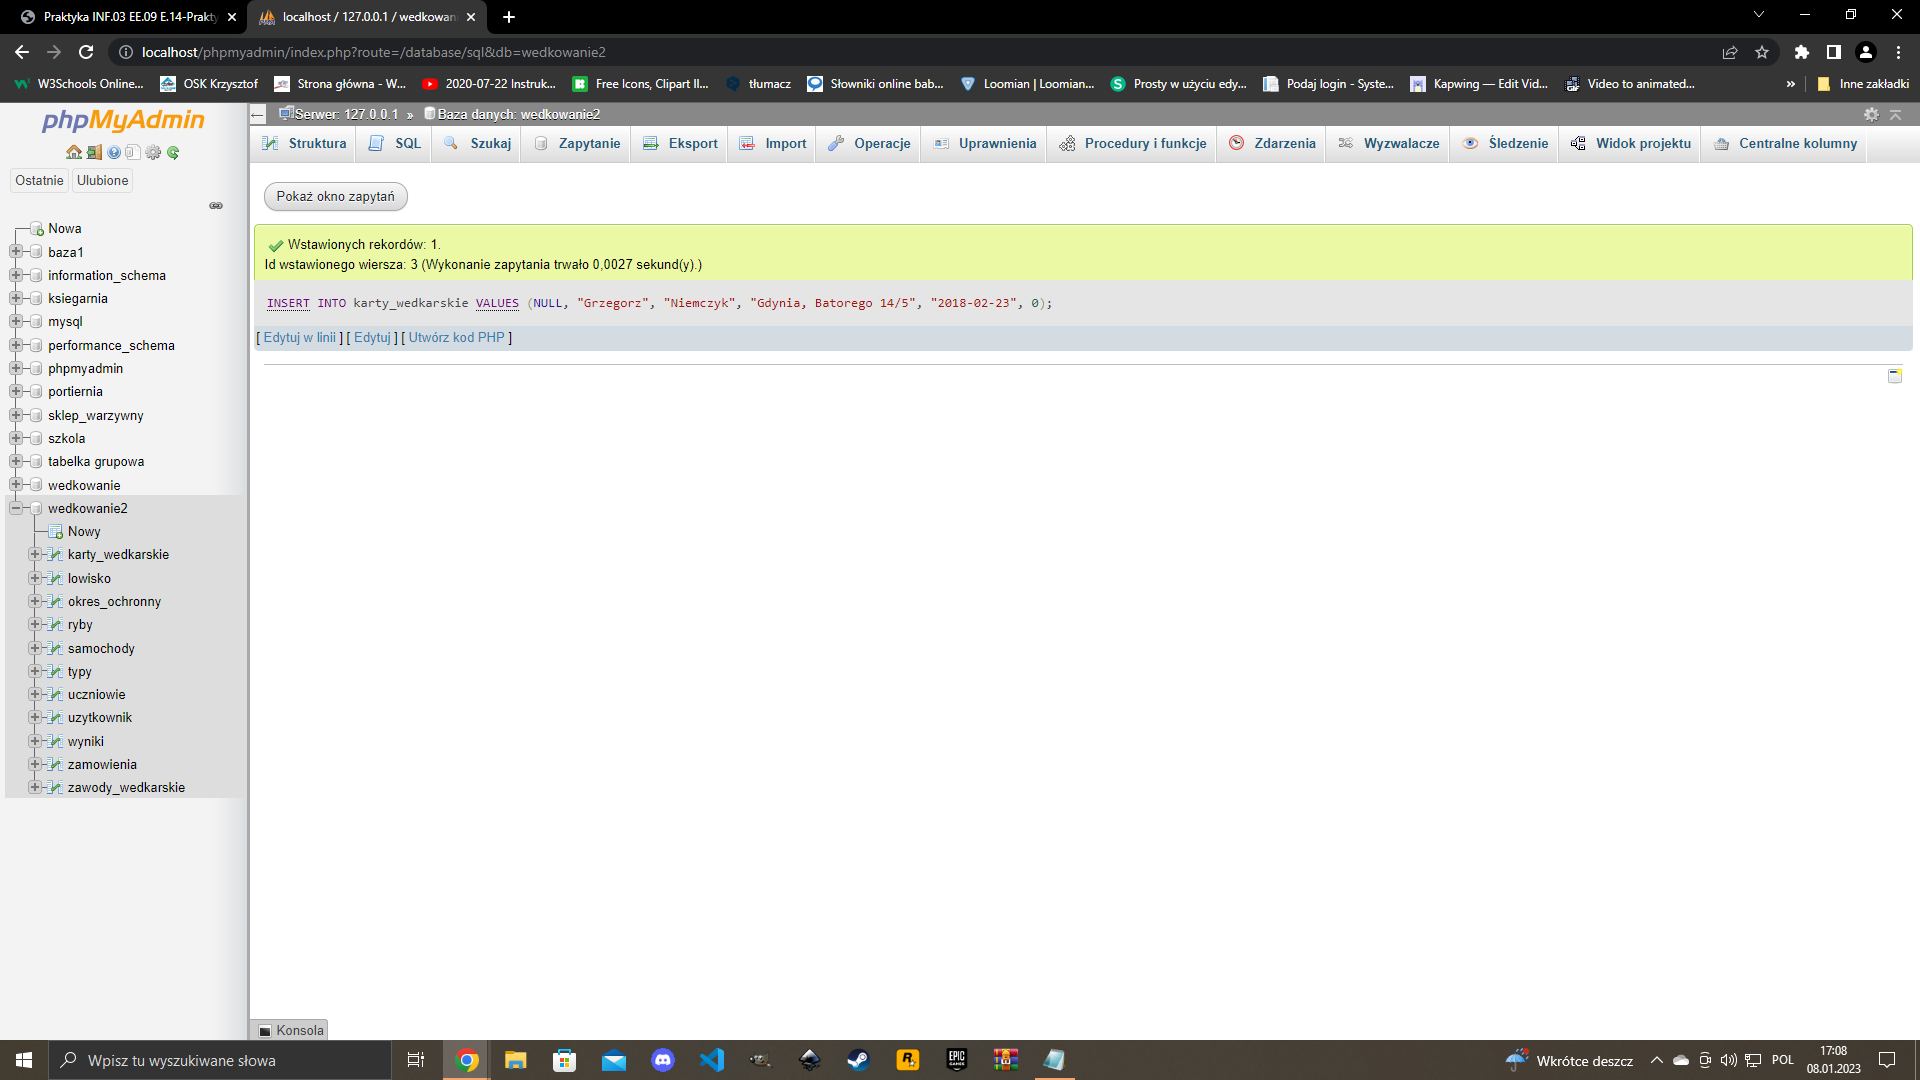 Praktyka INF.03 EE.09 E.14-Prakty
localhost / 127.0.0.1 / wedkowani
localhost/phpmyadmin/index.php?route=/database/sql&db=wedkowanie2
W3Schools Online...
OSK Krzysztof
Strona główna - W...
2020-07-22 Instruk...
Free Icons, Clipart Il...
tłumacz
Słowniki online bab...
Loomian | Loomian...
Prosty w użyciu edy...
Podaj login - Syste...
Kapwing — Edit Vid...
Video to animated...
»
Inne zakładki
phpMyAdmin
Ostatnie
Ulubione
Nowa
baza1
information_schema
ksiegarnia
mysql
performance_schema
phpmyadmin
portiernia
sklep_warzywny
szkola
tabelka grupowa
wedkowanie
wedkowanie2
Nowy
karty_wedkarskie
lowisko
okres_ochronny
ryby
samochody
typy
uczniowie
uzytkownik
wyniki
zamowienia
zawody_wedkarskie
Serwer: 127.0.0.1 » Baza danych: wedkowanie2
Struktura
SQL
Szukaj
Zapytanie
Eksport
Import
Operacje
Uprawnienia
Procedury i funkcje
Zdarzenia
Wyzwalacze
Śledzenie
Widok projektu
Centralne kolumny
Pokaż okno zapytań
Wstawionych rekordów: 1.
Id wstawionego wiersza: 3 (Wykonanie zapytania trwało 0,0027 sekund(y).)
INSERT INTO karty_wedkarskie VALUES (NULL, "Grzegorz", "Niemczyk", "Gdynia, Batorego 14/5", "2018-02-23", 0);
[ Edytuj w linii ] [ Edytuj ] [ Utwórz kod PHP ]
Konsola
Wpisz tu wyszukiwane słowa
EPIC GAMES
Wkrótce deszcz
POL
17:08
08.01.2023